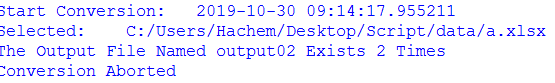 Start Conversion:   2019-10-30 09:14:17.955211
Selected:    C:/Users/Hachem/Desktop/Script/data/a.xlsx
The Output File Named output02 Exists 2 Times
Conversion Aborted